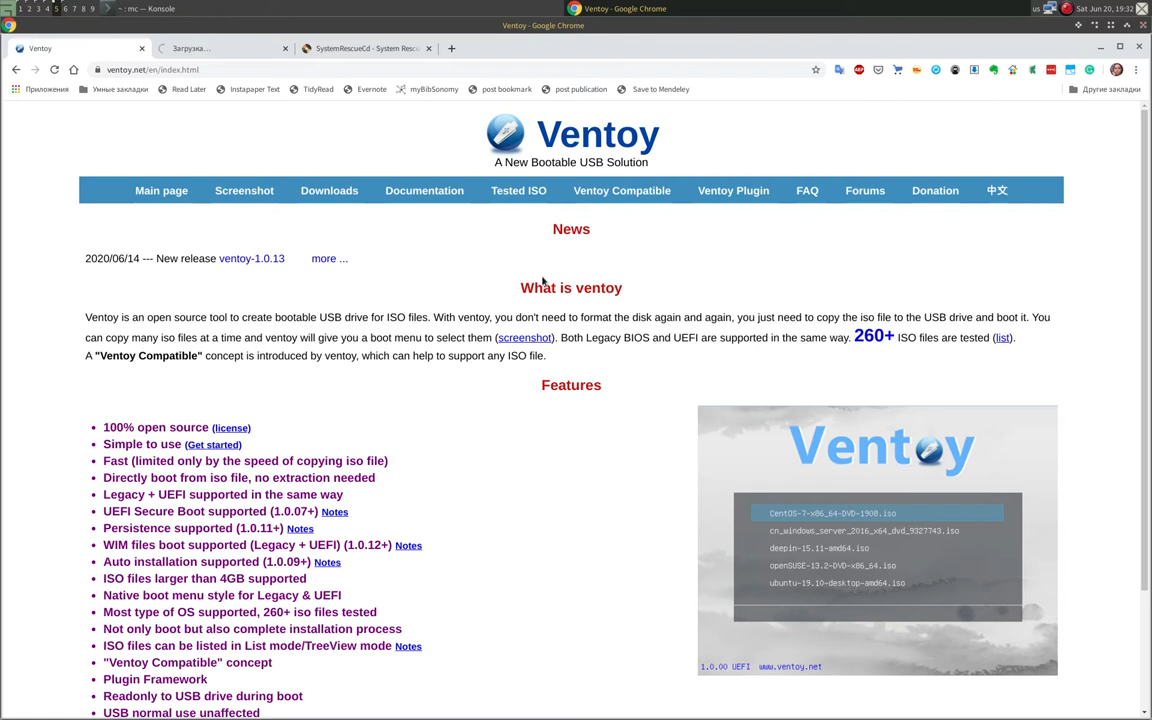 1 2 3 4 5 6 7 8 9 ~ : mc — Konsole Ventoy - Google Chrome us Sat Jun 20, 19:32
Ventoy - Google Chrome
Ventoy Загрузка… SystemRescueCd - System Resc
ventoy.net/en/index.html
Приложения Умные закладки Read Later Instapaper Text TidyRead Evernote myBibSonomy post bookmark post publication Save to Mendeley Другие закладки
Ventoy
A New Bootable USB Solution
Main page Screenshot Downloads Documentation Tested ISO Ventoy Compatible Ventoy Plugin FAQ Forums Donation 中文
News
2020/06/14 --- New release ventoy-1.0.13 more ...
What is ventoy
Ventoy is an open source tool to create bootable USB drive for ISO files. With ventoy, you don't need to format the disk again and again, you just need to copy the iso file to the USB drive and boot it. You
can copy many iso files at a time and ventoy will give you a boot menu to select them (screenshot). Both Legacy BIOS and UEFI are supported in the same way. 260+ ISO files are tested (list).
A "Ventoy Compatible" concept is introduced by ventoy, which can help to support any ISO file.
Features
100% open source (license)
Simple to use (Get started)
Fast (limited only by the speed of copying iso file)
Directly boot from iso file, no extraction needed
Legacy + UEFI supported in the same way
UEFI Secure Boot supported (1.0.07+) Notes
Persistence supported (1.0.11+) Notes
WIM files boot supported (Legacy + UEFI) (1.0.12+) Notes
Auto installation supported (1.0.09+) Notes
ISO files larger than 4GB supported
Native boot menu style for Legacy & UEFI
Most type of OS supported, 260+ iso files tested
Not only boot but also complete installation process
ISO files can be listed in List mode/TreeView mode Notes
"Ventoy Compatible" concept
Plugin Framework
Readonly to USB drive during boot
USB normal use unaffected
Ventoy
CentOS-7-x86_64-DVD-1908.iso
cn_windows_server_2016_x64_dvd_9327743.iso
deepin-15.11-amd64.iso
openSUSE-13.2-DVD-x86_64.iso
ubuntu-19.10-desktop-amd64.iso
1.0.00 UEFI www.ventoy.net